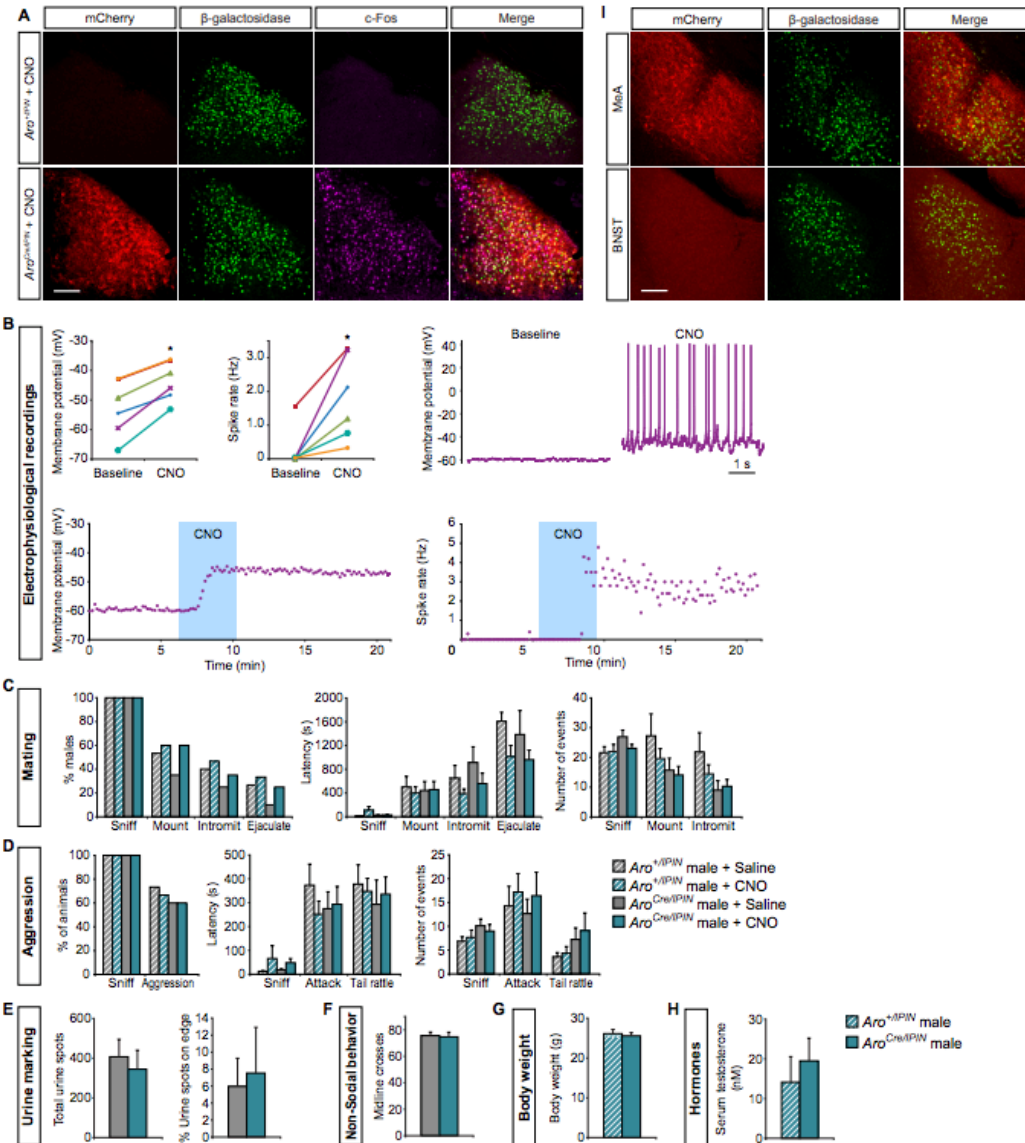 A
mCherry β-galactosidase c-Fos Merge
Aro+/IPIN + CNO
AroCre/IPIN + CNO
I
mCherry β-galactosidase Merge
MeA
BNST
B
Electrophysiological recordings
Membrane potential (mV)
-30
-40
-50
-60
-70
Baseline CNO
*
Spike rate (Hz)
3.0
2.0
1.0
0
Baseline CNO
*
Baseline CNO
Membrane potential (mV)
40
20
0
-20
-40
-60
1 s
Membrane potential (mV)
-30
-40
-50
-60
-70
CNO
0 5 10 15 20
Time (min)
Spike rate (Hz)
6
5
4
3
2
1
0
CNO
0 5 10 15 20
Time (min)
C
Mating
% males
100
80
60
40
20
0
Sniff Mount Intromit Ejaculate
Latency (s)
2000
1600
1200
800
400
0
Sniff Mount Intromit Ejaculate
Number of events
40
30
20
10
0
Sniff Mount Intromit
D
Aggression
% of animals
100
80
60
40
20
0
Sniff Aggression
Latency (s)
500
400
300
200
100
0
Sniff Attack Tail rattle
Number of events
25
20
15
10
5
0
Sniff Attack Tail rattle
Aro+/IPIN male + Saline
Aro+/IPIN male + CNO
AroCre/IPIN male + Saline
AroCre/IPIN male + CNO
E
Urine marking
Total urine spots
600
400
200
0
% Urine spots on edge
14
12
10
8
6
4
2
0
F
Non-Social behavior
Midline crosses
80
60
40
20
0
G
Body weight
Body weight (g)
30
20
10
0
H
Hormones
Serum testosterone
(nM)
30
20
10
0
Aro+/IPIN male
AroCre/IPIN male